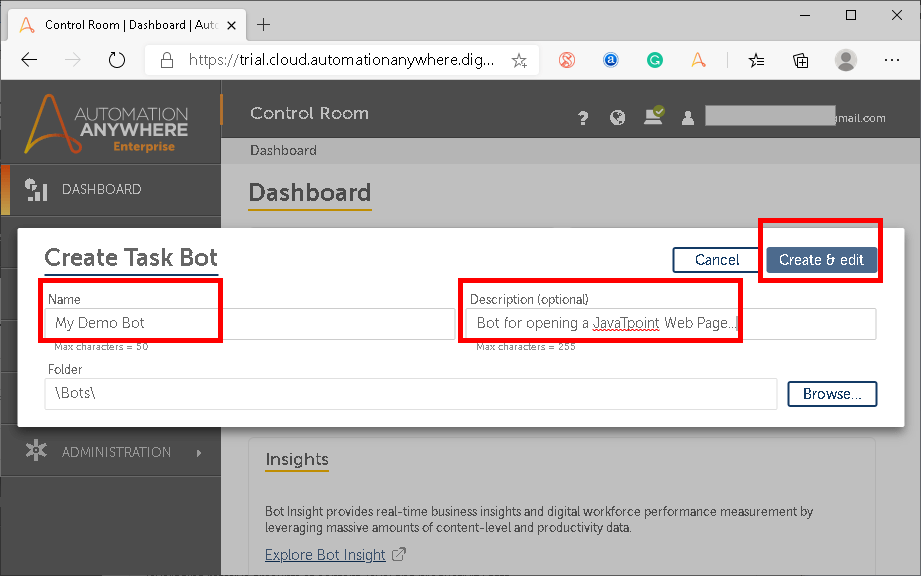 Control Room | Dashboard | Auto
https://trial.cloud.automationanywhere.dig...
AUTOMATION
ANYWHERE
Enterprise
Control Room
gmail.com
Dashboard
DASHBOARD
Dashboard
Create Task Bot
Cancel
Create & edit
Name
Description (optional)
My Demo Bot
Bot for opening a JavaTpoint Web Page...
Max characters = 50
Max characters = 255
Folder
\Bots\
Browse...
ADMINISTRATION
Insights
Bot Insight provides real-time business insights and digital workforce performance measurement by
leveraging massive amounts of content-level and productivity data.
Explore Bot Insight